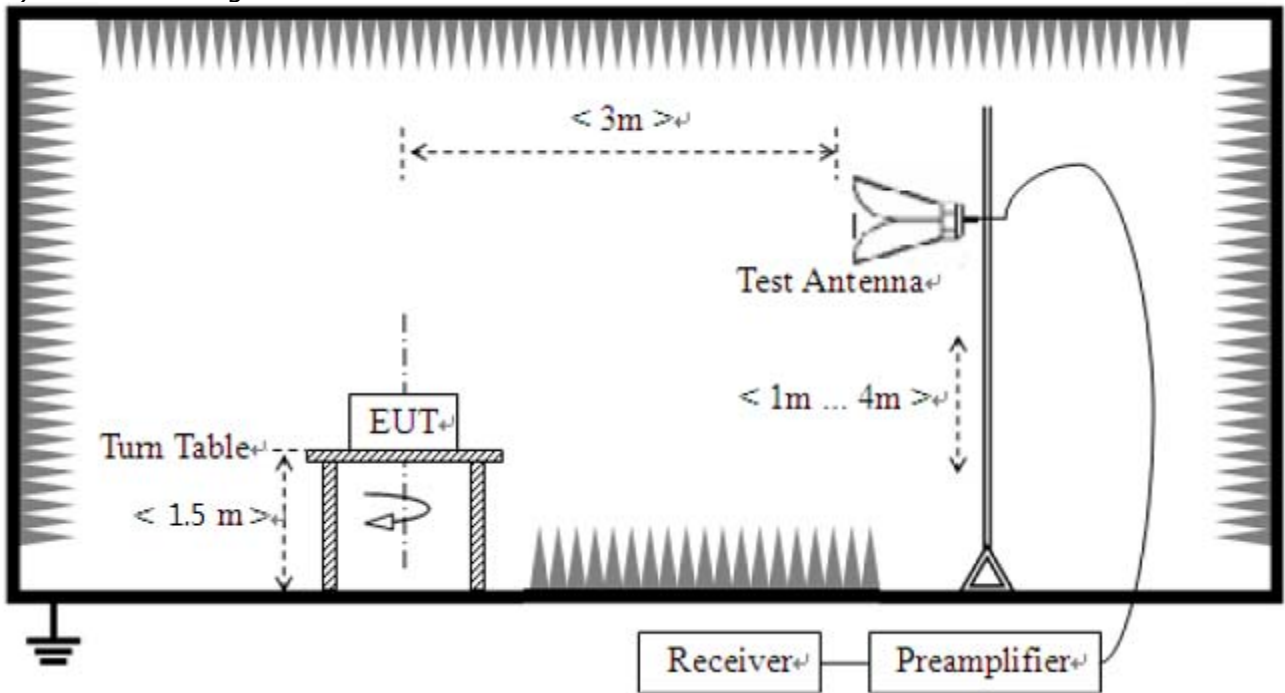 < 3m >↵
Test Antenna↵
< 1m ... 4m >↵
EUT↵
Turn Table↵
< 1.5 m >↵
Receiver↵
Preamplifier↵